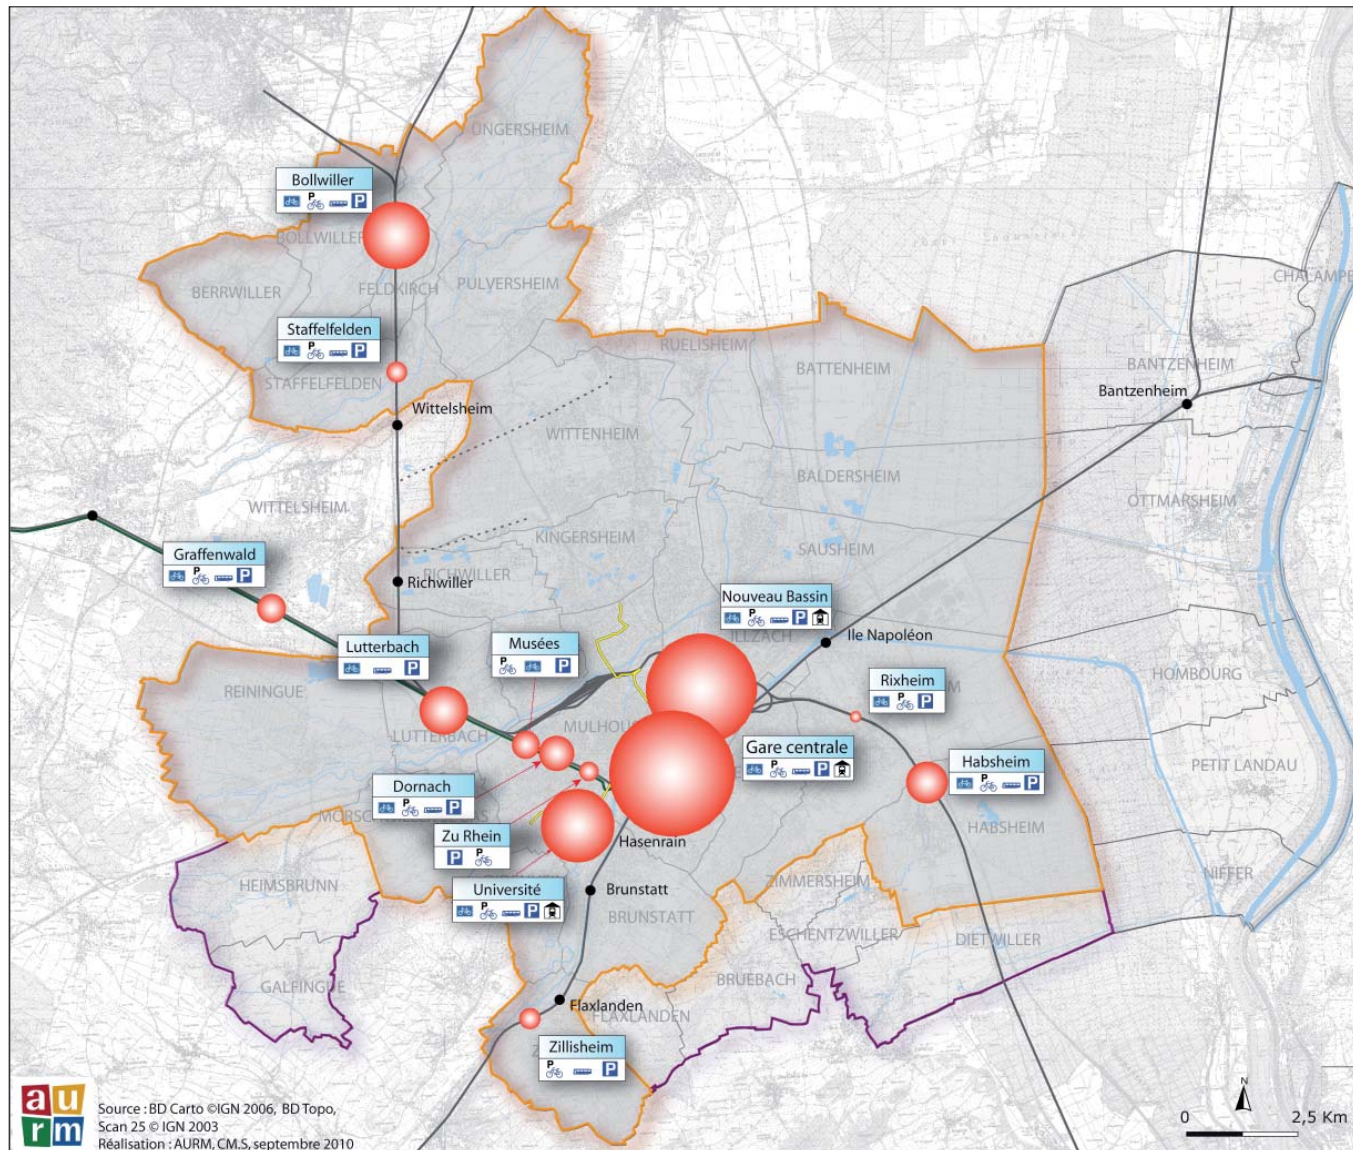 UNGERSHEIM
Bollwiller
P
P
BOLLWILLER
BERRWILLER
FELDKIRCH
PULVERSHEIM
CHALAMPE
Staffelfelden
P
P
RUELISHEIM
BATTENHEIM
BANTZENHEIM
STAFFELFELDEN
Bantzenheim
Wittelsheim
WITTENHEIM
BALDERSHEIM
WITTELSHEIM
OTTMARSHEIM
KINGERSHEIM
SAUSHEIM
Graffenwald
P
P
RICHWILLER
Richwiller
Nouveau Bassin
P
P
ILLZACH
Ile Napoléon
Lutterbach
P
Musées
P
P
HOMBOURG
REININGUE
Rixheim
P
P
MULHOUS
LUTTERBACH
Gare centrale
P
P
Habsheim
P
P
PETIT LANDAU
Dornach
P
P
HABSHEIM
Zu Rhein
P
P
Hasenrain
HEIMSBRUNN
Université
P
P
Brunstatt
ZIMMERSHEIM
NIFFER
BRUNSTATT
ESCHENTZWILLER
DIETWILLER
GALFINGUE
BRUEBACH
Flaxlanden
FLAXLANDEN
Zillisheim
P
P
au
rm
Source : BD Carto ©IGN 2006, BD Topo,
Scan 25 © IGN 2003
Réalisation : AURM, CM.S, septembre 2010
N
0 2,5 Km